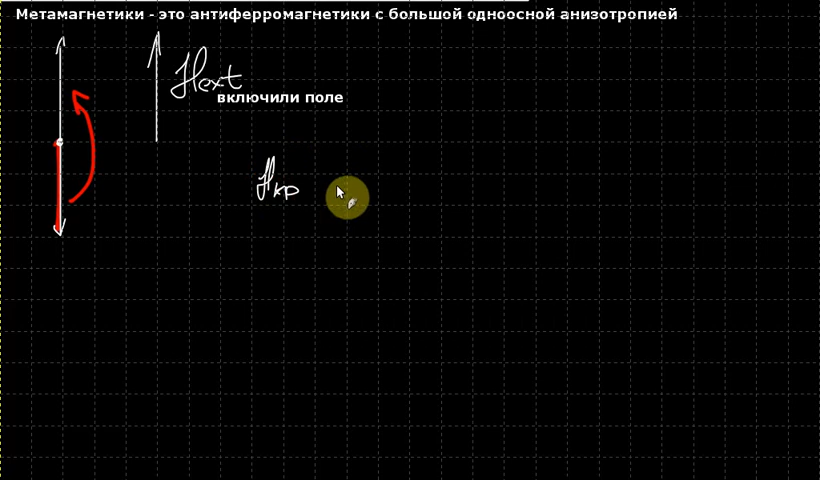 Метамагнетики - это антиферромагнетики с большой одноосной анизотропией
Hext
включили поле
Hкр